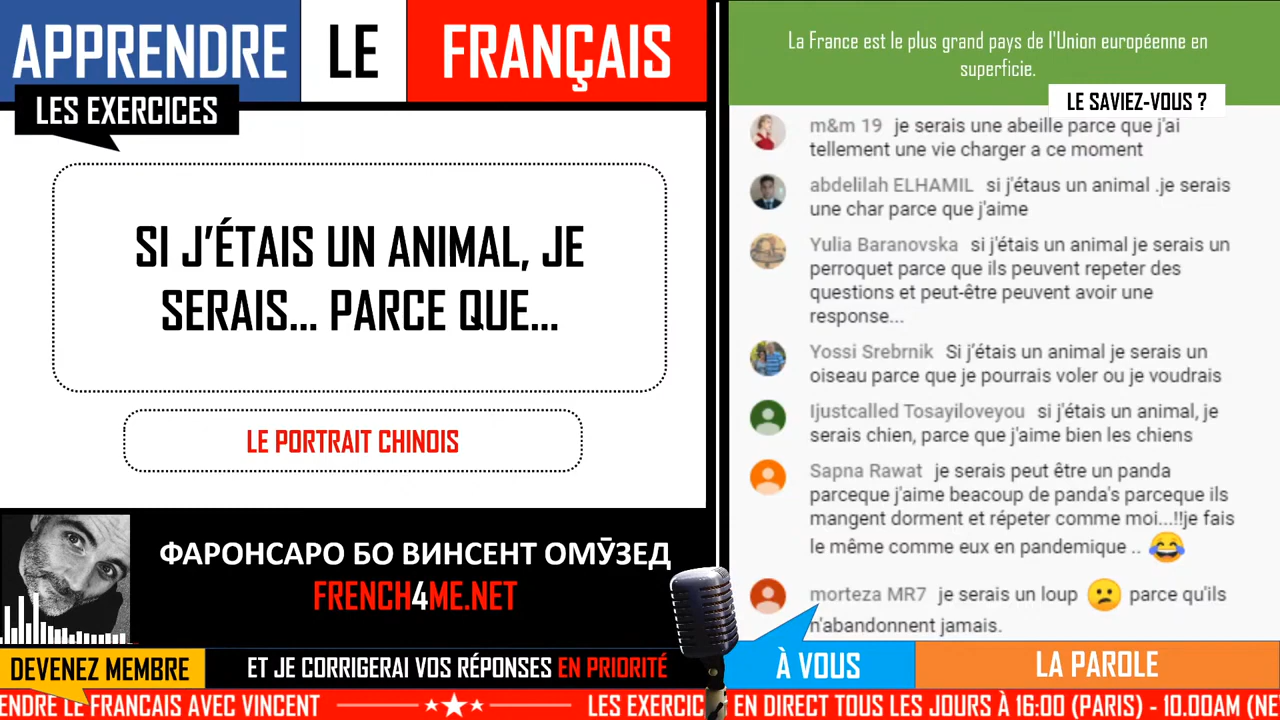 APPRENDRE LE FRANÇAIS
LES EXERCICES
SI J'ÉTAIS UN ANIMAL, JE
SERAIS... PARCE QUE...
LE PORTRAIT CHINOIS
ФАРОНСАРО БО ВИНСЕНТ ОМӮЗЕД
FRENCH4ME.NET
DEVENEZ MEMBRE
ET JE CORRIGERAI VOS RÉPONSES EN PRIORITÉ
La France est le plus grand pays de l'Union européenne en
superficie.
LE SAVIEZ-VOUS ?
m&m 19 je serais une abeille parce que j'ai
tellement une vie charger a ce moment
abdelilah ELHAMIL si j'étaus un animal .je serais
une char parce que j'aime
Yulia Baranovska si j'étais un animal je serais un
perroquet parce que ils peuvent repeter des
questions et peut-être peuvent avoir une
response...
Yossi Srebrnik Si j'étais un animal je serais un
oiseau parce que je pourrais voler ou je voudrais
Ijustcalled Tosayiloveyou si j'étais un animal, je
serais chien, parce que j'aime bien les chiens
Sapna Rawat je serais peut être un panda
parceque j'aime beacoup de panda's parceque ils
mangent dorment et répeter comme moi...!!je fais
le même comme eux en pandemique .. 😂
morteza MR7 je serais un loup 😕 parce qu'ils
n'abandonnent jamais.
À VOUS
LA PAROLE
ENDRE LE FRANCAIS AVEC VINCENT LES EXERCIC EN DIRECT TOUS LES JOURS À 16:00 (PARIS) - 10.00AM (NE